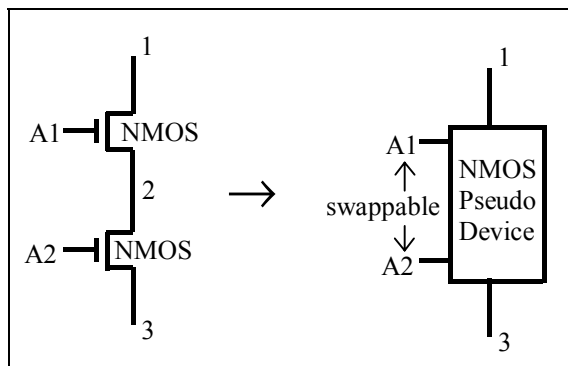 1
A1
NMOS
2
A2
NMOS
3
1
A1
swappable
A2
NMOS
Pseudo
Device
3